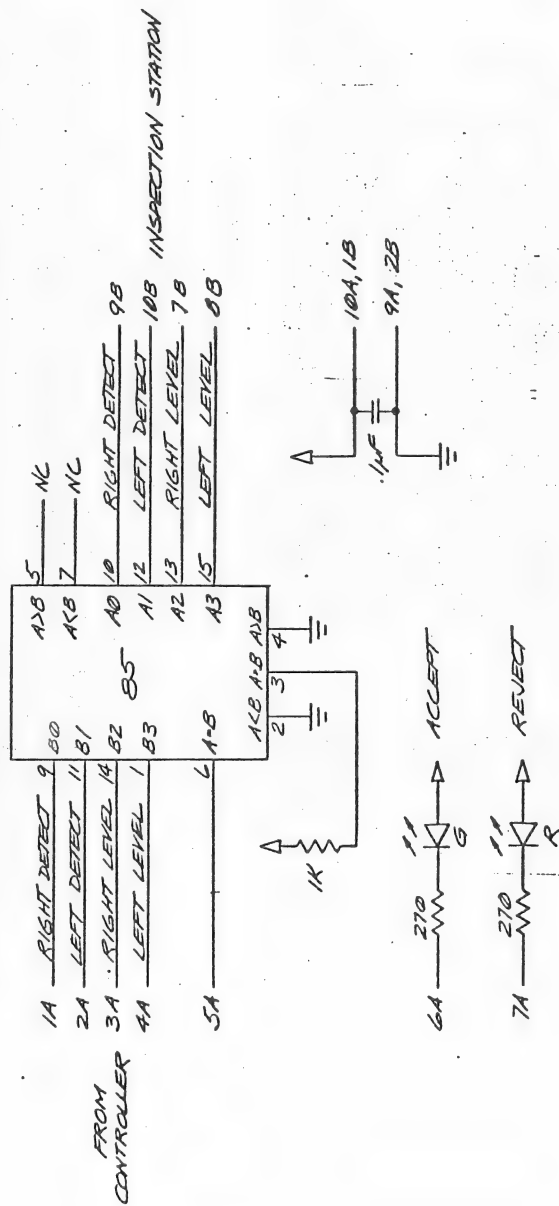 FROM
CONTROLLER
1A RIGHT DETECT 9 B0
2A LEFT DETECT 11 B1
3A RIGHT LEVEL 14 B2
4A LEFT LEVEL 1 B3
5A 6 A=B
85
A>B 5 NC
A<B 7 NC
A0 10 RIGHT DETECT 9B
A1 12 LEFT DETECT 10B
A2 13 RIGHT LEVEL 7B
A3 15 LEFT LEVEL 8B
INSPECTION STATION
A<B A=B A>B
2 3 4
1K
10A, 1B
.1µF
9A, 2B
6A 270 G ACCEPT
7A 270 R REJECT